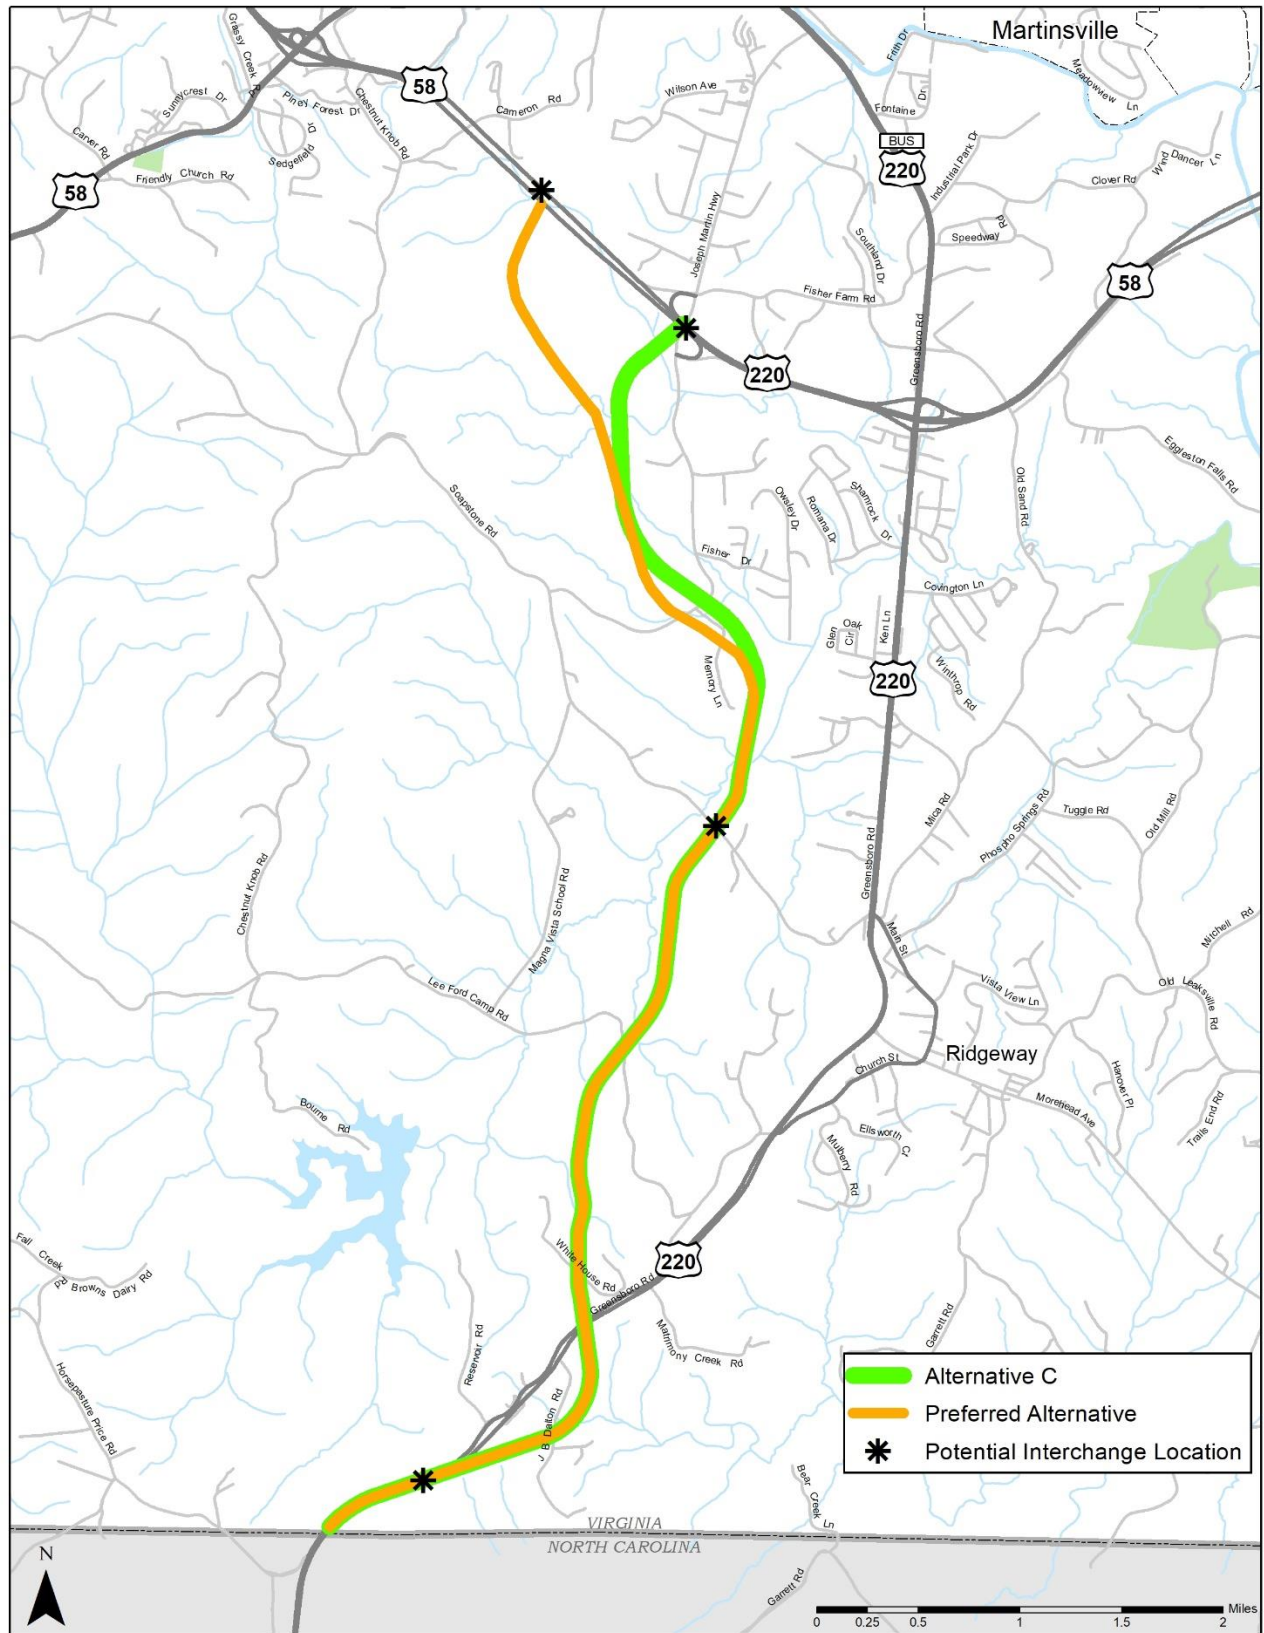 Martinsville
Frith Dr
Meadowview Ln
Grassy Creek Rd
58
Sunnycrest Dr
Piney Forest Dr
Chestnut Knob Rd
Cameron Rd
Wilson Ave
Fontaine Dr
BUS
220
Industrial Park Dr
Carver Rd
Dr
Sedgefield
Friendly Church Rd
58
Wind Dancer Ln
Clover Rd
Joseph Martin Hwy
Southland Dr
Speedway Rd
Fisher Farm Rd
58
Greensboro Rd
220
Eggleston Falls Rd
Soapstone Rd
Old Sand Rd
Owsley Dr
Romana Dr
Shamrock Dr
Fisher Dr
Covington Ln
Glen Oak Cir
Ken Ln
Memory Ln
Winthrop Rd
220
Mica Rd
Phospho Springs Rd
Tuggle Rd
Old Mill Rd
Greensboro Rd
Chestnut Knob Rd
Magna Vista School Rd
Main St
Mitchell Rd
Lee Ford Camp Rd
Vista View Ln
Old Leaksville Rd
Church St
Ridgeway
Hanover Pl
Morehead Ave
Trails End Rd
Bourne Rd
Ellsworth Cr
Mulberry Rd
Fall Creek Rd
Browns Dairy Rd
White House Rd
Greensboro Rd
220
Reservoir Rd
Matrimony Creek Rd
Garrett Rd
Horsepasture Price Rd
J B Dalton Rd
Alternative C
Preferred Alternative
Potential Interchange Location
Bear Creek Ln
VIRGINIA
NORTH CAROLINA
N
Garrett Rd
Miles
0 0.25 0.5 1 1.5 2